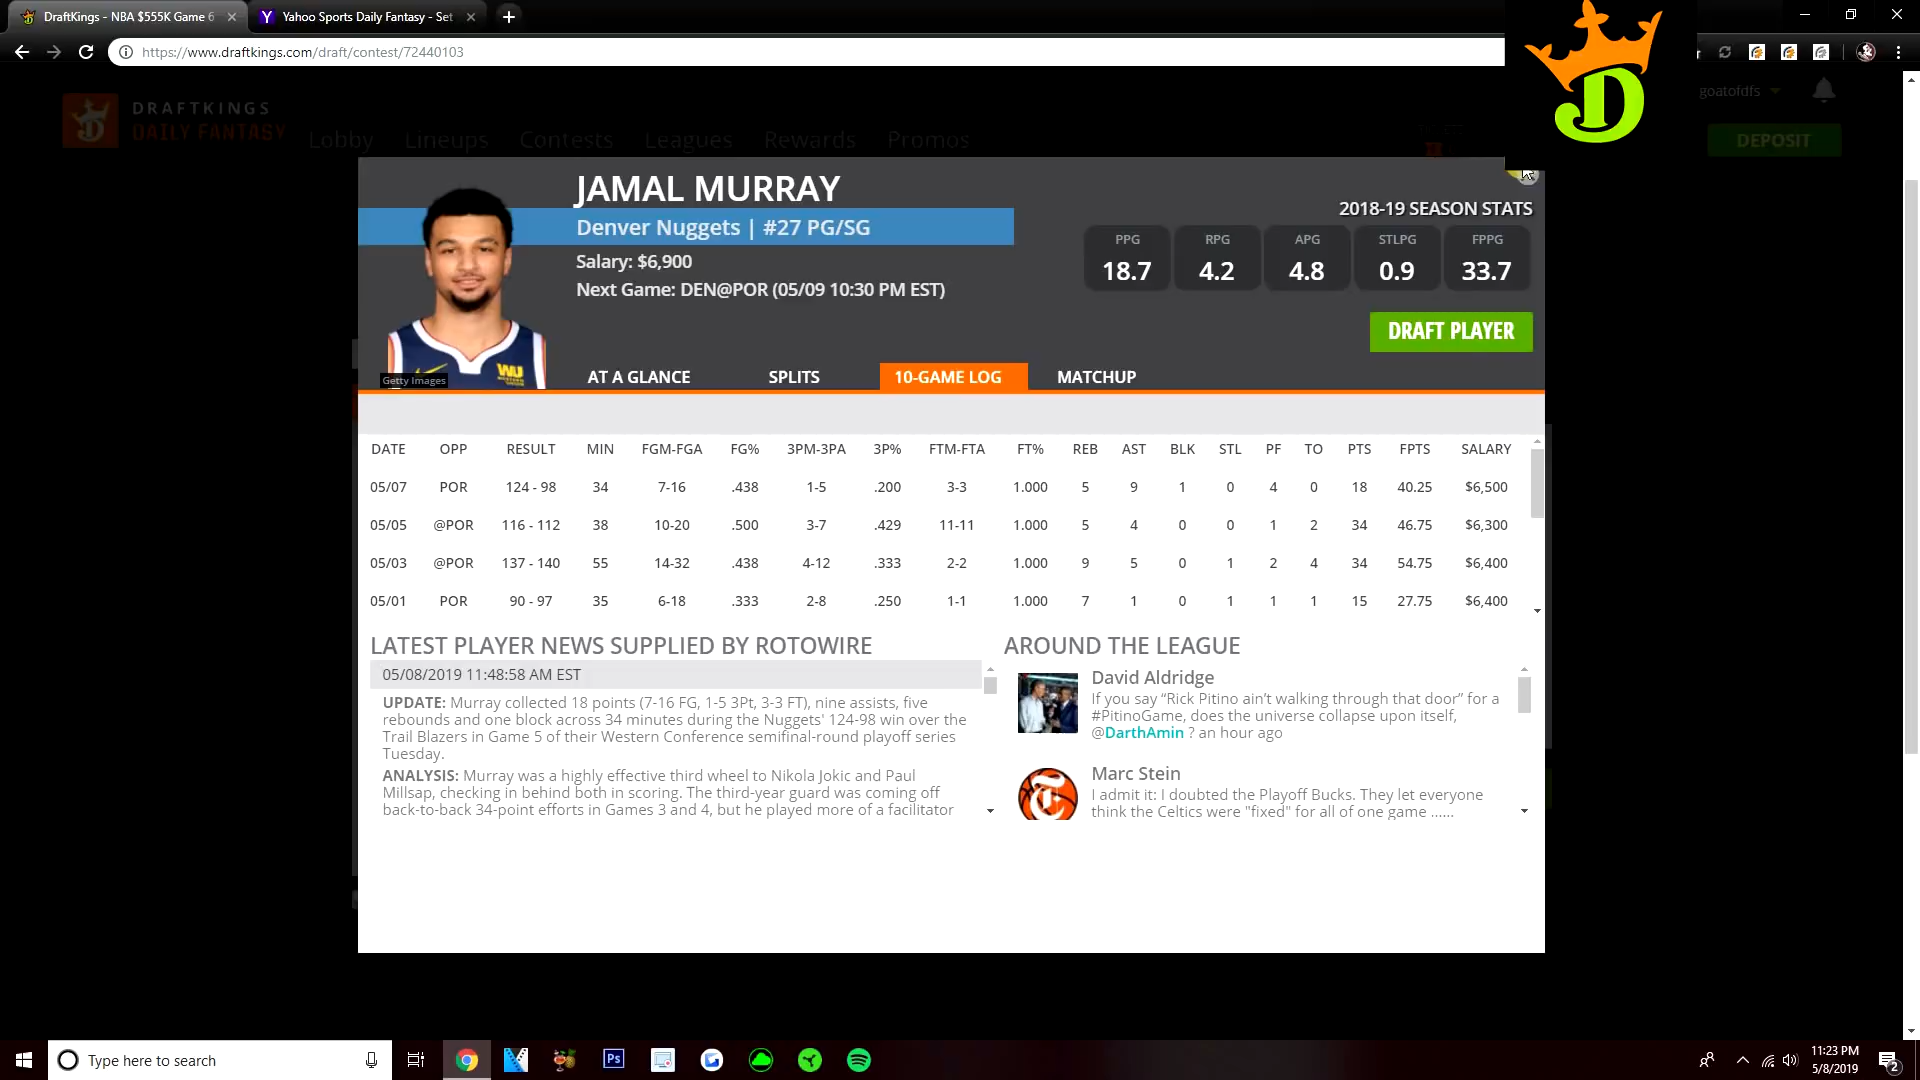 DraftKings - NBA $555K Game 6
Yahoo Sports Daily Fantasy - Set
https://www.draftkings.com/draft/contest/72440103
DRAFTKINGS
DAILY FANTASY
Lobby Lineups Contests Leagues Rewards Promos
goatofdfs
DEPOSIT
D
JAMAL MURRAY
Denver Nuggets | #27 PG/SG
Salary: $6,900
Next Game: DEN@POR (05/09 10:30 PM EST)
2018-19 SEASON STATS
PPG RPG APG STLPG FPPG
18.7 4.2 4.8 0.9 33.7
DRAFT PLAYER
WU
Getty Images
AT A GLANCE SPLITS 10-GAME LOG MATCHUP
DATE OPP RESULT MIN FGM-FGA FG% 3PM-3PA 3P% FTM-FTA FT% REB AST BLK STL PF TO PTS FPTS SALARY
05/07 POR 124 - 98 34 7-16 .438 1-5 .200 3-3 1.000 5 9 1 0 4 0 18 40.25 $6,500
05/05 @POR 116 - 112 38 10-20 .500 3-7 .429 11-11 1.000 5 4 0 0 1 2 34 46.75 $6,300
05/03 @POR 137 - 140 55 14-32 .438 4-12 .333 2-2 1.000 9 5 0 1 2 4 34 54.75 $6,400
05/01 POR 90 - 97 35 6-18 .333 2-8 .250 1-1 1.000 7 1 0 1 1 1 15 27.75 $6,400
LATEST PLAYER NEWS SUPPLIED BY ROTOWIRE
05/08/2019 11:48:58 AM EST
UPDATE: Murray collected 18 points (7-16 FG, 1-5 3Pt, 3-3 FT), nine assists, five
rebounds and one block across 34 minutes during the Nuggets' 124-98 win over the
Trail Blazers in Game 5 of their Western Conference semifinal-round playoff series
Tuesday.
ANALYSIS: Murray was a highly effective third wheel to Nikola Jokic and Paul
Millsap, checking in behind both in scoring. The third-year guard was coming off
back-to-back 34-point efforts in Games 3 and 4, but he played more of a facilitator
AROUND THE LEAGUE
David Aldridge
If you say “Rick Pitino ain’t walking through that door” for a
#PitinoGame, does the universe collapse upon itself,
@DarthAmin ? an hour ago
Marc Stein
I admit it: I doubted the Playoff Bucks. They let everyone
think the Celtics were "fixed" for all of one game ......
Type here to search
Ps
11:23 PM
5/8/2019
2